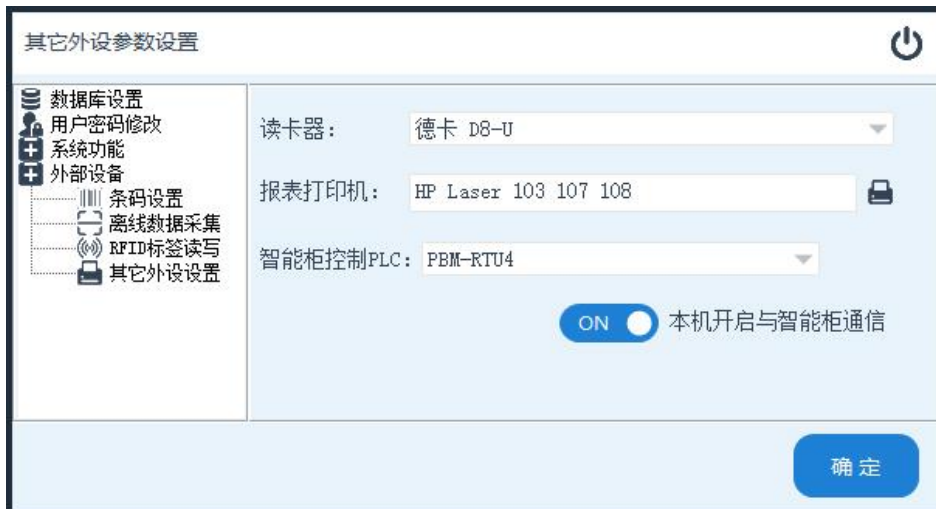 其它外设参数设置
数据库设置
用户密码修改
系统功能
外部设备
条码设置
离线数据采集
RFID标签读写
其它外设设置
读卡器： 德卡 D8-U
报表打印机： HP Laser 103 107 108
智能柜控制PLC： PBM-RTU4
ON 本机开启与智能柜通信
确定